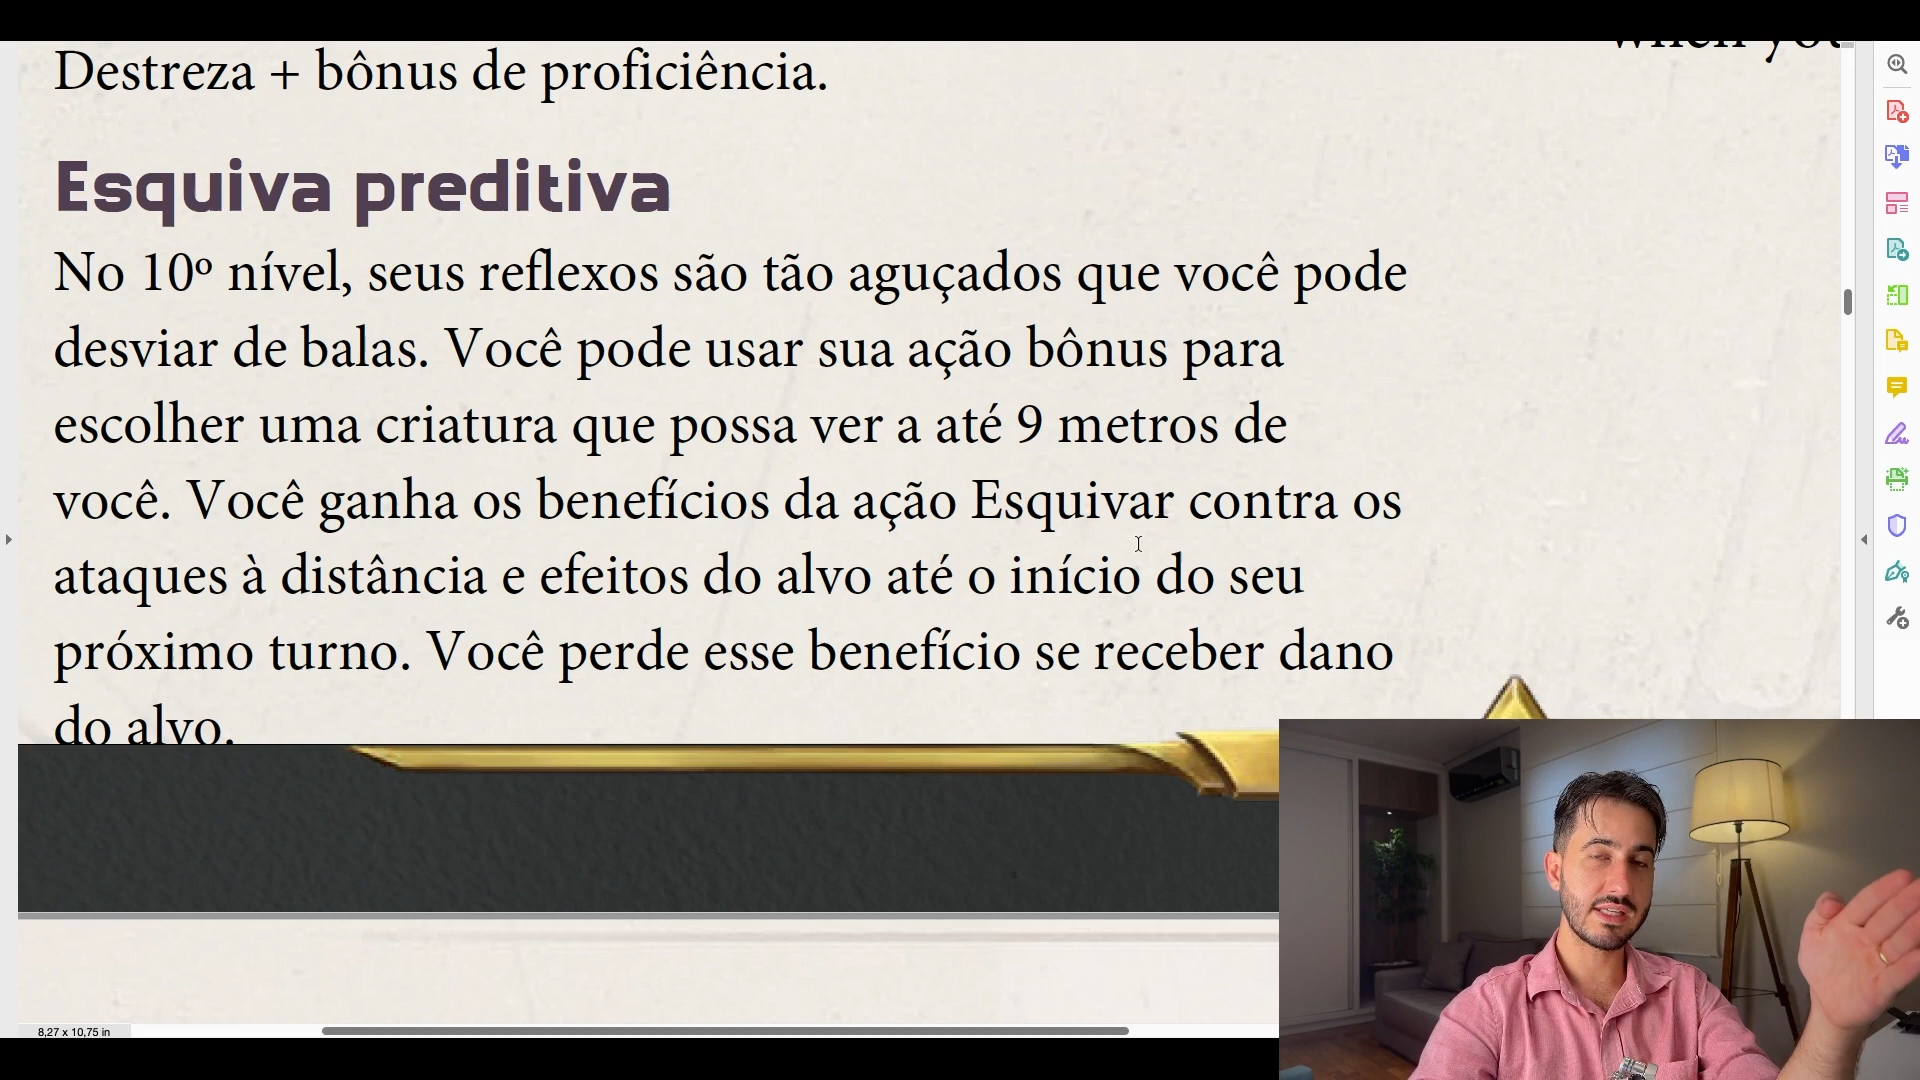 when you
Destreza + bônus de proficiência.
Esquiva preditiva
No 10º nível, seus reflexos são tão aguçados que você pode
desviar de balas. Você pode usar sua ação bônus para
escolher uma criatura que possa ver a até 9 metros de
você. Você ganha os benefícios da ação Esquivar contra os
ataques à distância e efeitos do alvo até o início do seu
próximo turno. Você perde esse benefício se receber dano
do alvo.
8,27 x 10,75 in